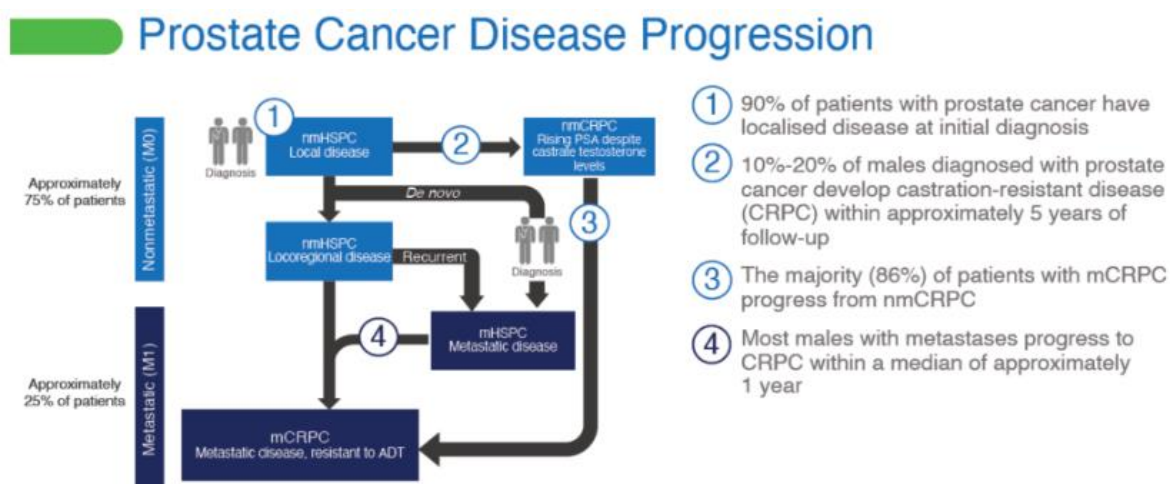 Prostate Cancer Disease Progression
Approximately
75% of patients
Nonmetastatic (M0)
Diagnosis
1
nmHSPC
Local disease
2
nmCRPC
Rising PSA despite
castrate testosterone
levels
De novo
3
nmHSPC
Locoregional disease
Recurrent
Diagnosis
Approximately
25% of patients
Metastatic (M1)
4
mHSPC
Metastatic disease
mCRPC
Metastatic disease, resistant to ADT
1 90% of patients with prostate cancer have
localised disease at initial diagnosis
2 10%-20% of males diagnosed with prostate
cancer develop castration-resistant disease
(CRPC) within approximately 5 years of
follow-up
3 The majority (86%) of patients with mCRPC
progress from nmCRPC
4 Most males with metastases progress to
CRPC within a median of approximately
1 year